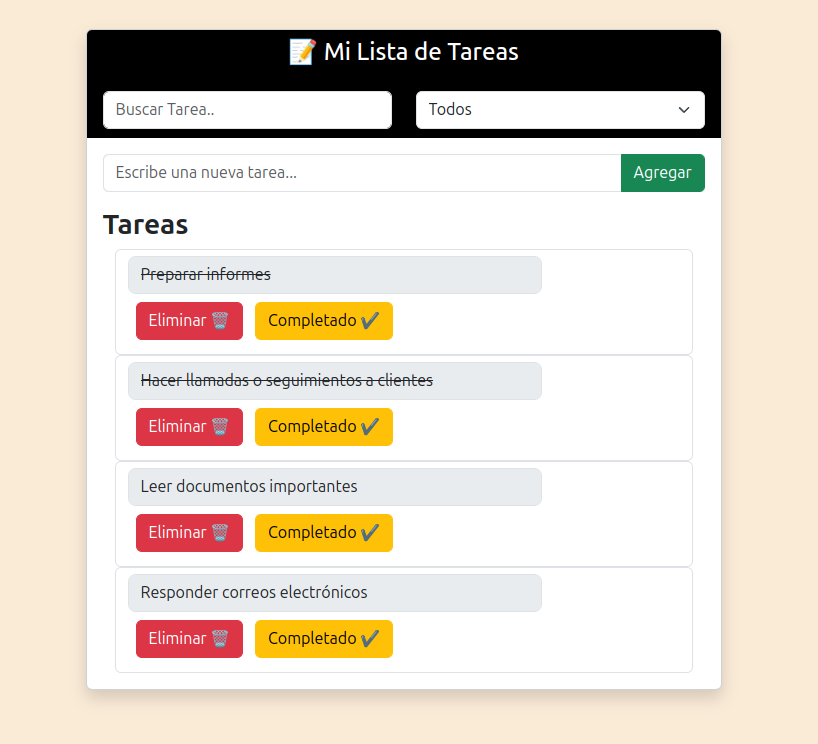 📝 Mi Lista de Tareas
Buscar Tarea.. Todos
Escribe una nueva tarea... Agregar
Tareas
Preparar informes
Eliminar 🗑️ Completado ✔️
Hacer llamadas o seguimientos a clientes
Eliminar 🗑️ Completado ✔️
Leer documentos importantes
Eliminar 🗑️ Completado ✔️
Responder correos electrónicos
Eliminar 🗑️ Completado ✔️